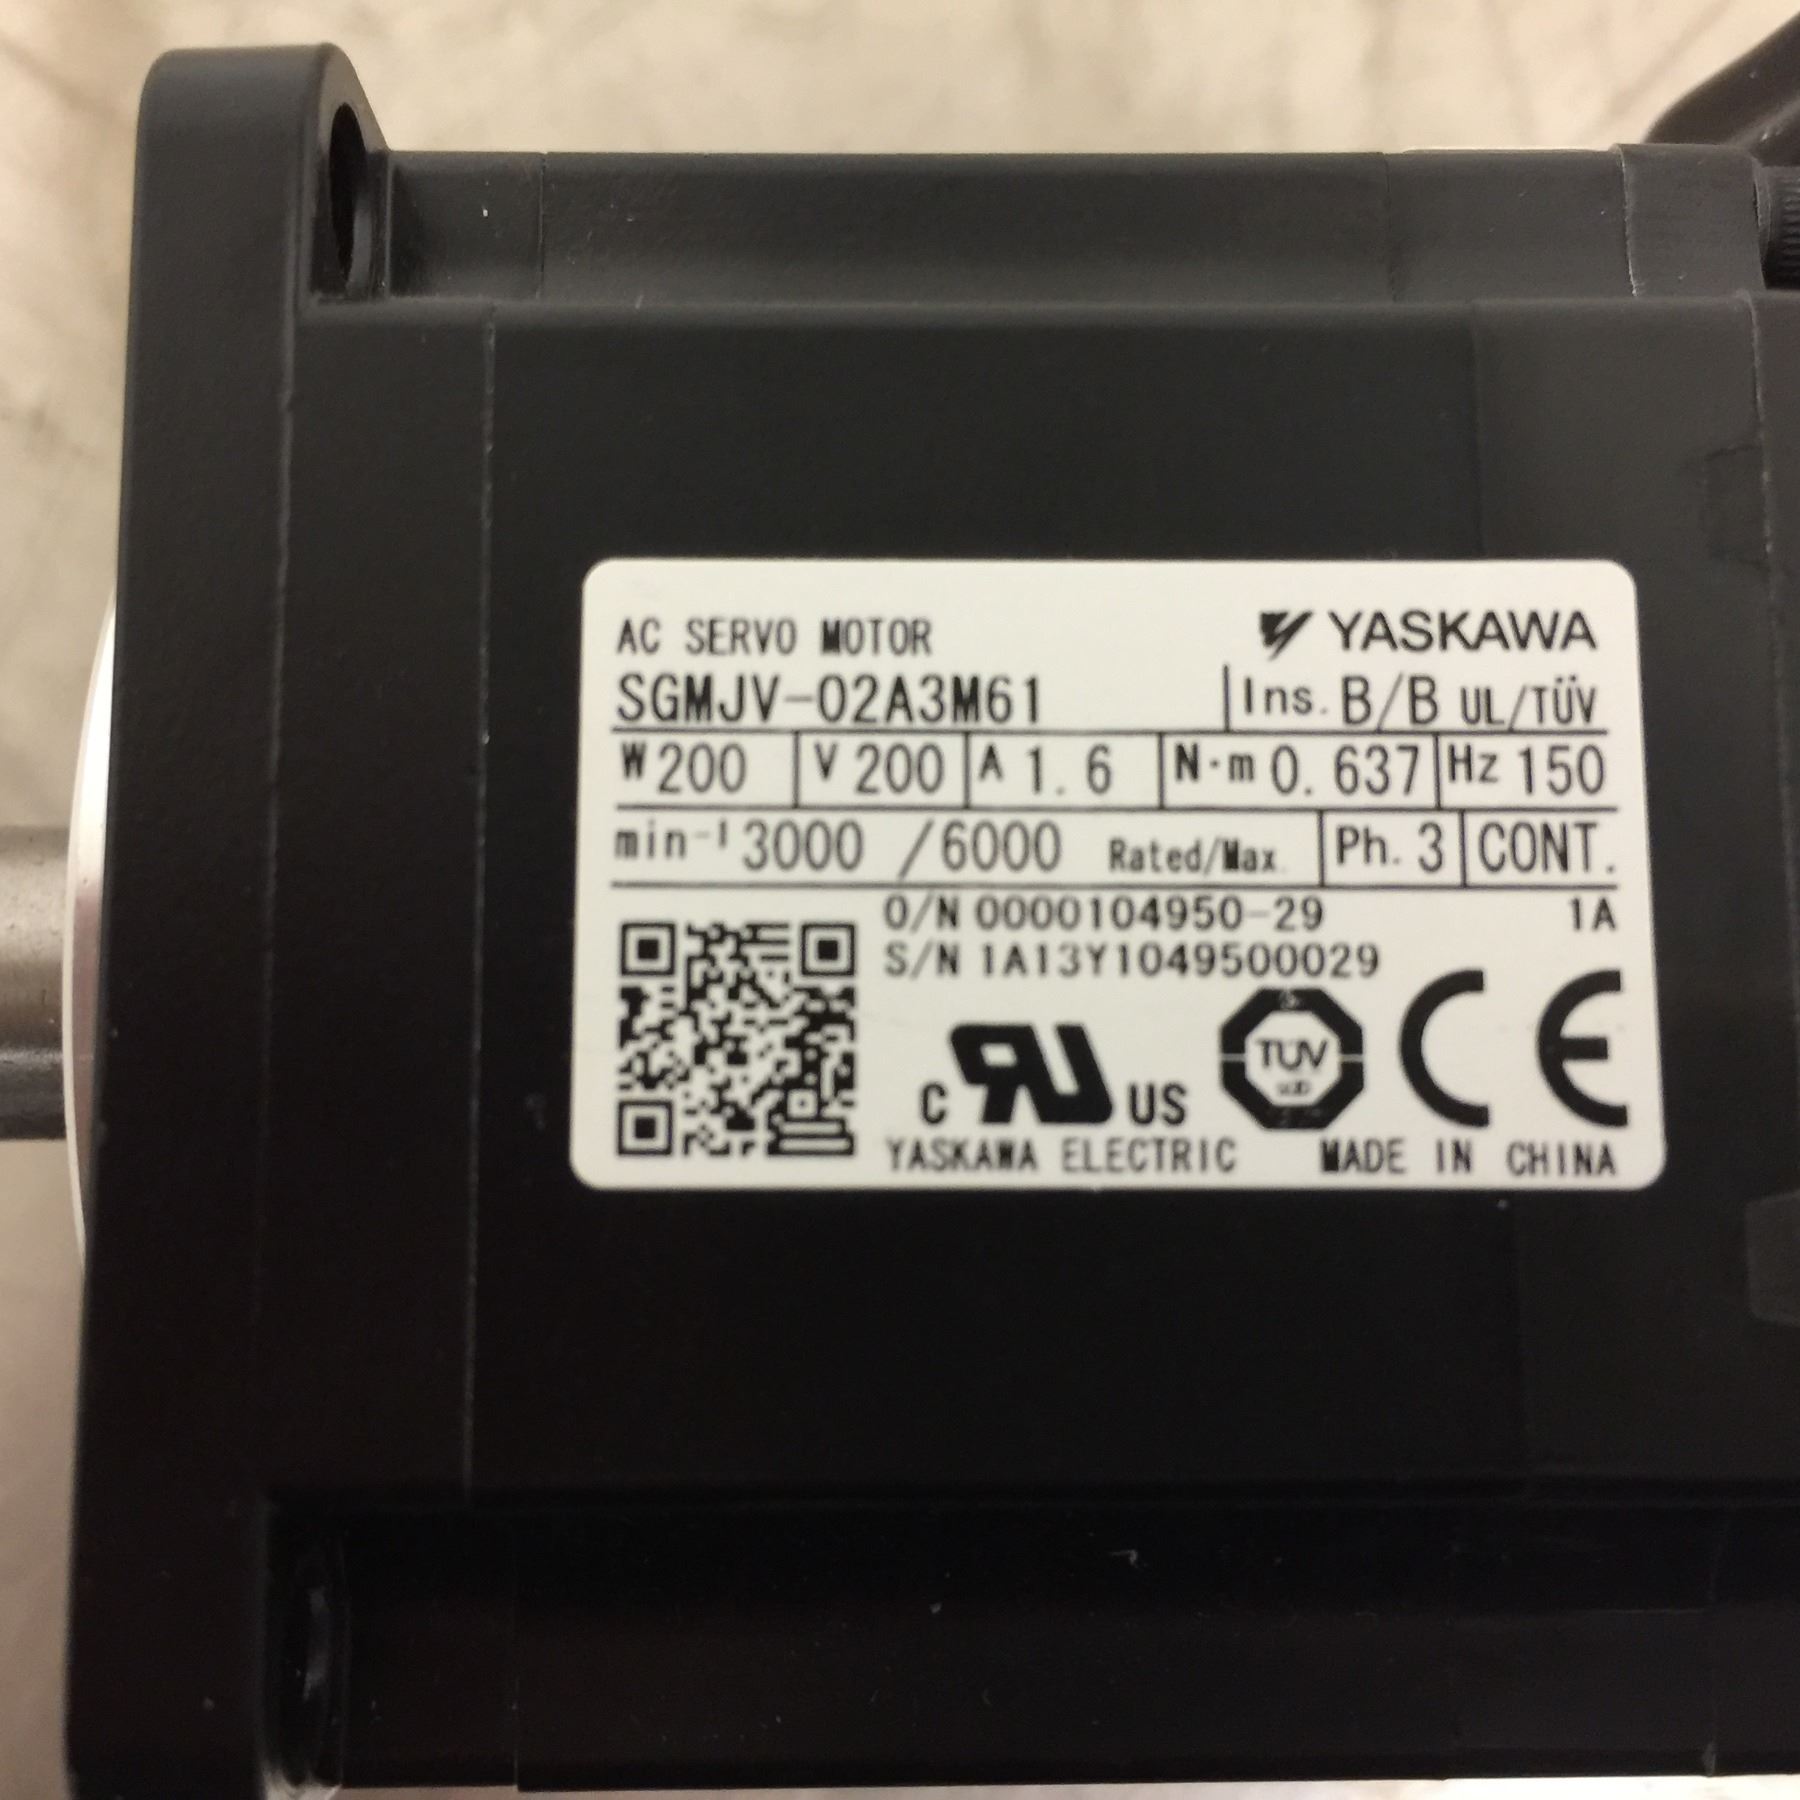 AC SERVO MOTOR YASKAWA
SGMJV-02A3M61 Ins. B/B UL/TÜV
W 200 V 200 A 1.6 N·m 0.637 Hz 150
min⁻¹ 3000 /6000 Rated/Max. Ph. 3 CONT.
O/N 0000104950-29 1A
S/N 1A13Y1049500029
C RU US TÜV CE
YASKAWA ELECTRIC MADE IN CHINA